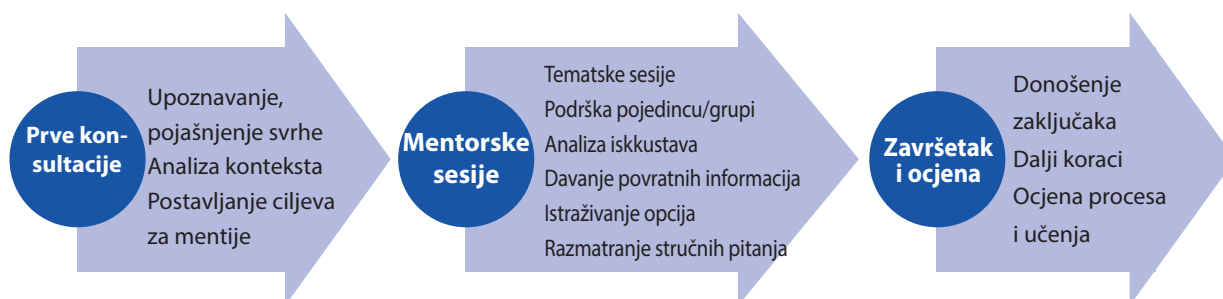 Prve kon-
sultacije
Upoznavanje,
pojašnjenje svrhe
Analiza konteksta
Postavljanje ciljeva
za mentije
Mentorske
sesije
Tematske sesije
Podrška pojedincu/grupi
Analiza iskkustava
Davanje povratnih informacija
Istraživanje opcija
Razmatranje stručnih pitanja
Završetak
i ocjena
Donošenje
zaključaka
Dalji koraci
Ocjena procesa
i učenja